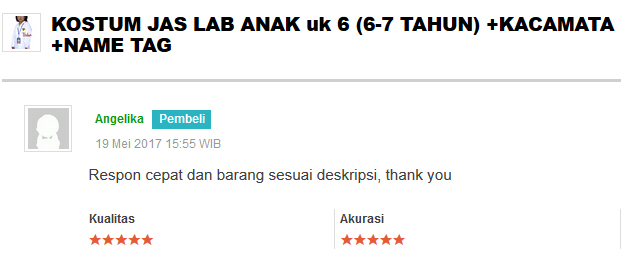 KOSTUM JAS LAB ANAK uk 6 (6-7 TAHUN) +KACAMATA
+NAME TAG
Angelika Pembeli
19 Mei 2017 15:55 WIB
Respon cepat dan barang sesuai deskripsi, thank you
Kualitas Akurasi